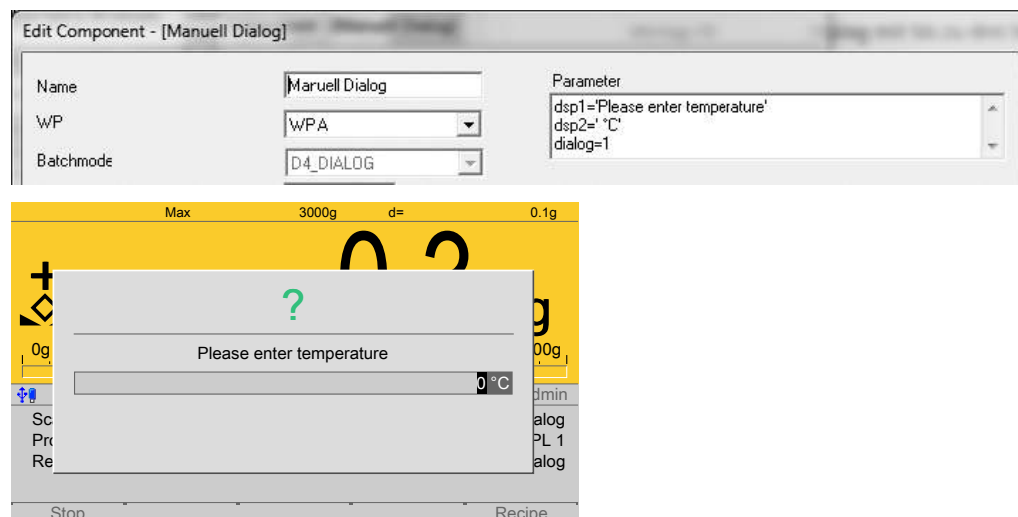 Edit Component - [Manuell Dialog]
Name
Maruell Dialog
Parameter
dsp1='Please enter temperature'
dsp2=' °C'
dialog=1
WP
WPA
Batchmode
D4_DIALOG
Max 3000g d= 0.1g
+ 0.2 g
0g 00g
?
Please enter temperature
0 °C
dmin
Sc alog
Pro PL 1
Re alog
Stop Recipe